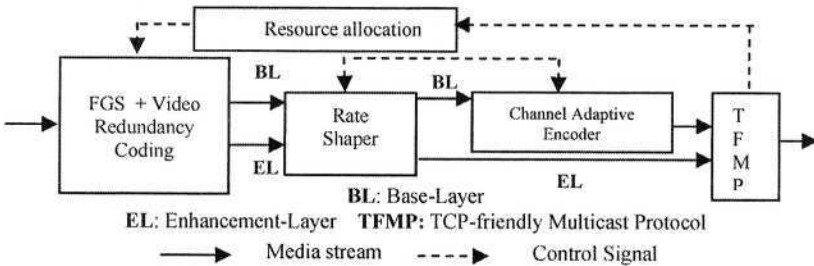 Resource allocation
BL
BL
FGS + Video
Redundancy
Coding
Rate
Shaper
Channel Adaptive
Encoder
T
F
M
P
EL
EL
BL: Base-Layer
EL: Enhancement-Layer TFMP: TCP-friendly Multicast Protocol
Media stream Control Signal